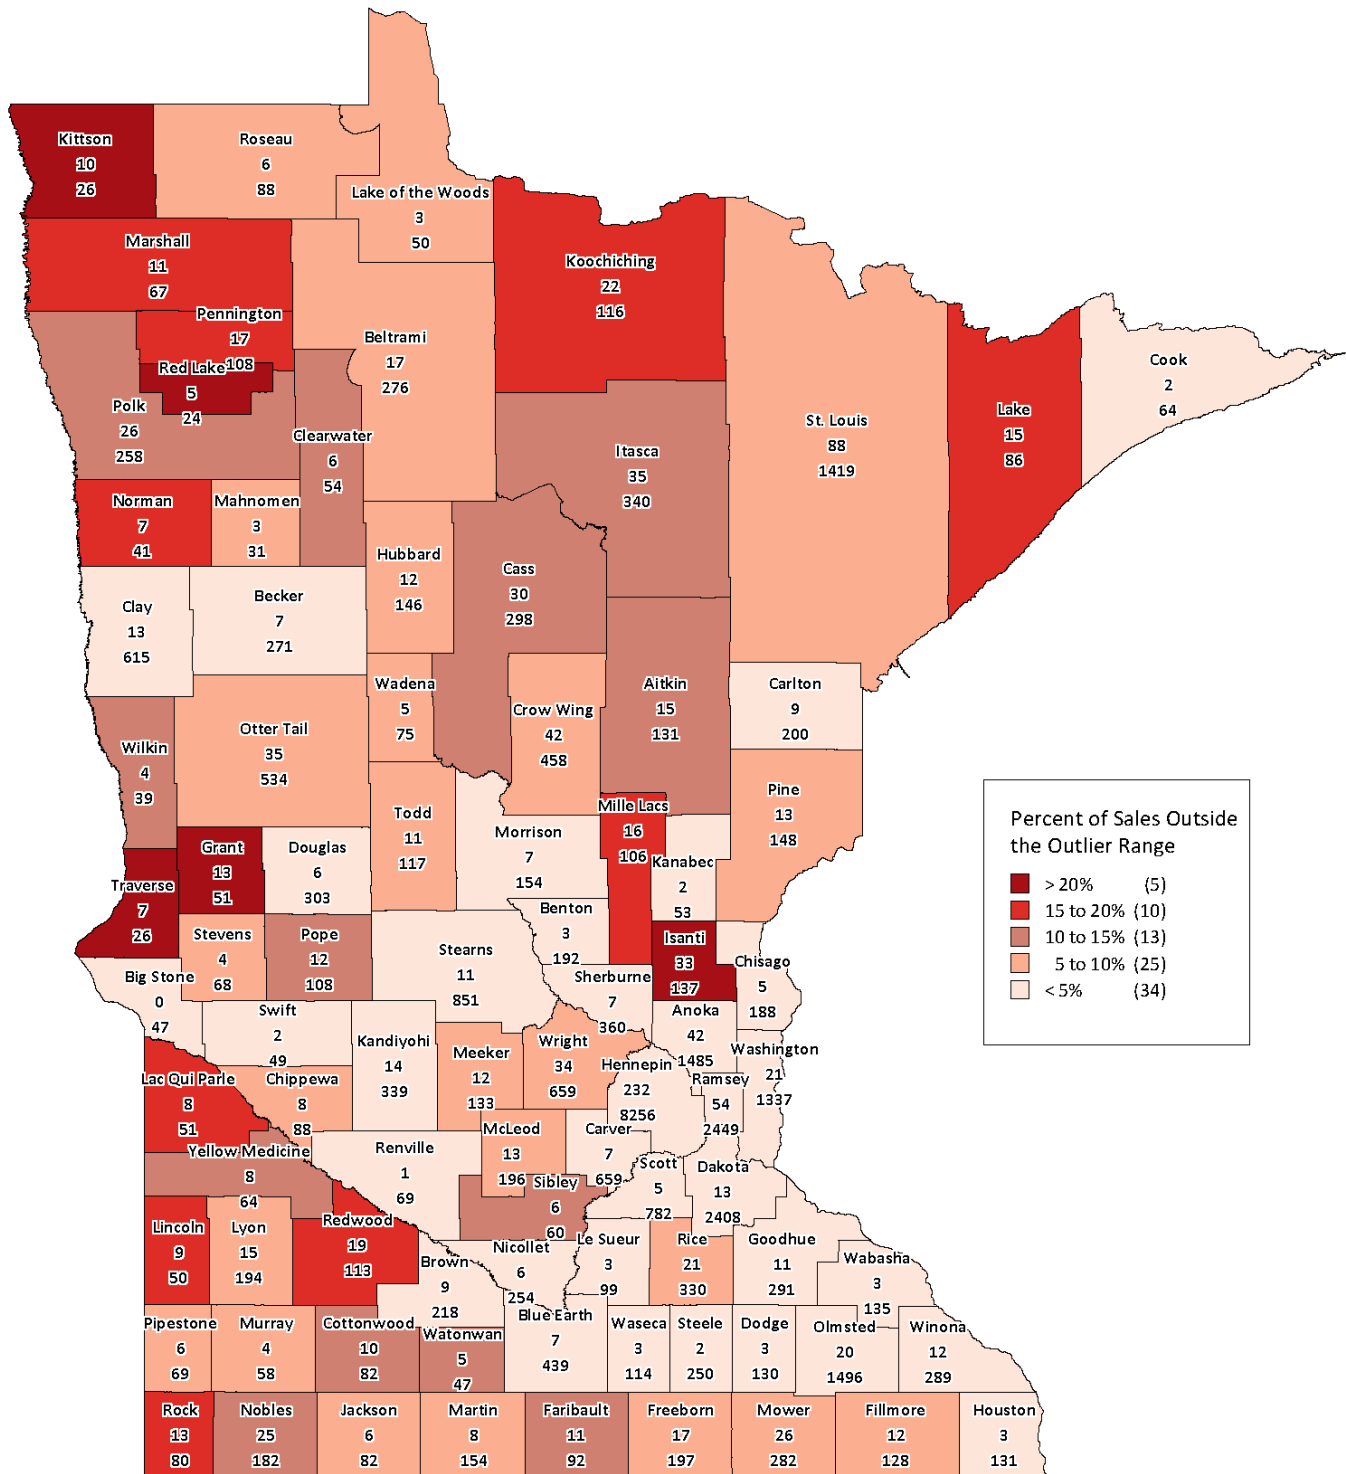 Kittson
10
26
Roseau
6
88
Lake of the Woods
3
50
Marshall
11
67
Koochiching
22
116
Pennington
17
108
Beltrami
17
276
Red Lake
5
24
Cook
2
64
Polk
26
258
Lake
15
86
St. Louis
88
1419
Clearwater
6
54
Itasca
35
340
Norman
7
41
Mahnomen
3
31
Hubbard
12
146
Cass
30
298
Clay
13
615
Becker
7
271
Wadena
5
75
Aitkin
15
131
Carlton
9
200
Crow Wing
42
458
Otter Tail
35
534
Wilkin
4
39
Pine
13
148
Mille Lacs
16
106
Todd
11
117
Morrison
7
154
Grant
13
51
Douglas
6
303
Kanabec
2
53
Traverse
7
26
Benton
3
192
Stevens
4
68
Pope
12
108
Isanti
33
137
Stearns
11
851
Chisago
5
188
Big Stone
0
47
Sherburne
7
360
Swift
2
49
Anoka
42
1485
Kandiyohi
14
339
Wright
34
659
Washington
21
1337
Meeker
12
133
Hennepin
232
8256
Lac Qui Parle
8
51
Chippewa
8
88
Ramsey
54
2449
McLeod
13
196
Carver
7
659
Yellow Medicine
8
64
Renville
1
69
Scott
5
782
Dakota
13
2408
Sibley
6
60
Lincoln
9
50
Lyon
15
194
Redwood
19
113
Nicollet
6
254
Le Sueur
3
99
Rice
21
330
Goodhue
11
291
Brown
9
218
Wabasha
3
135
Pipestone
6
69
Murray
4
58
Cottonwood
10
82
Watonwan
5
47
Blue Earth
7
439
Waseca
3
114
Steele
2
250
Dodge
3
130
Olmsted
20
1496
Winona
12
289
Rock
13
80
Nobles
25
182
Jackson
6
82
Martin
8
154
Faribault
11
92
Freeborn
17
197
Mower
26
282
Fillmore
12
128
Houston
3
131
Percent of Sales Outside
the Outlier Range
> 20% (5)
15 to 20% (10)
10 to 15% (13)
5 to 10% (25)
< 5% (34)